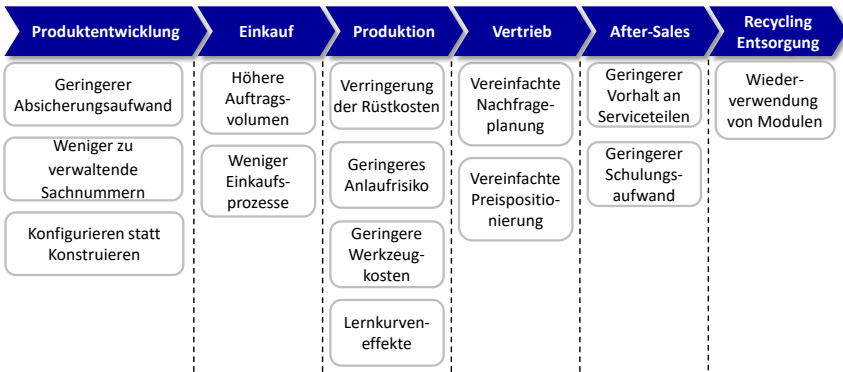 Produktentwicklung
Einkauf
Produktion
Vertrieb
After-Sales
Recycling
Entsorgung
Geringerer
Absicherungsaufwand
Weniger zu
verwaltende
Sachnummern
Konfigurieren statt
Konstruieren
Höhere
Auftrags-
volumen
Weniger
Einkaufs-
prozesse
Verringerung
der Rüstkosten
Geringeres
Anlaufrisiko
Geringere
Werkzeug-
kosten
Lernkurven-
effekte
Vereinfachte
Nachfrage-
planung
Vereinfachte
Preispositio-
nierung
Geringerer
Vorhalt an
Serviceteilen
Geringerer
Schulungs-
aufwand
Wieder-
verwendung
von Modulen